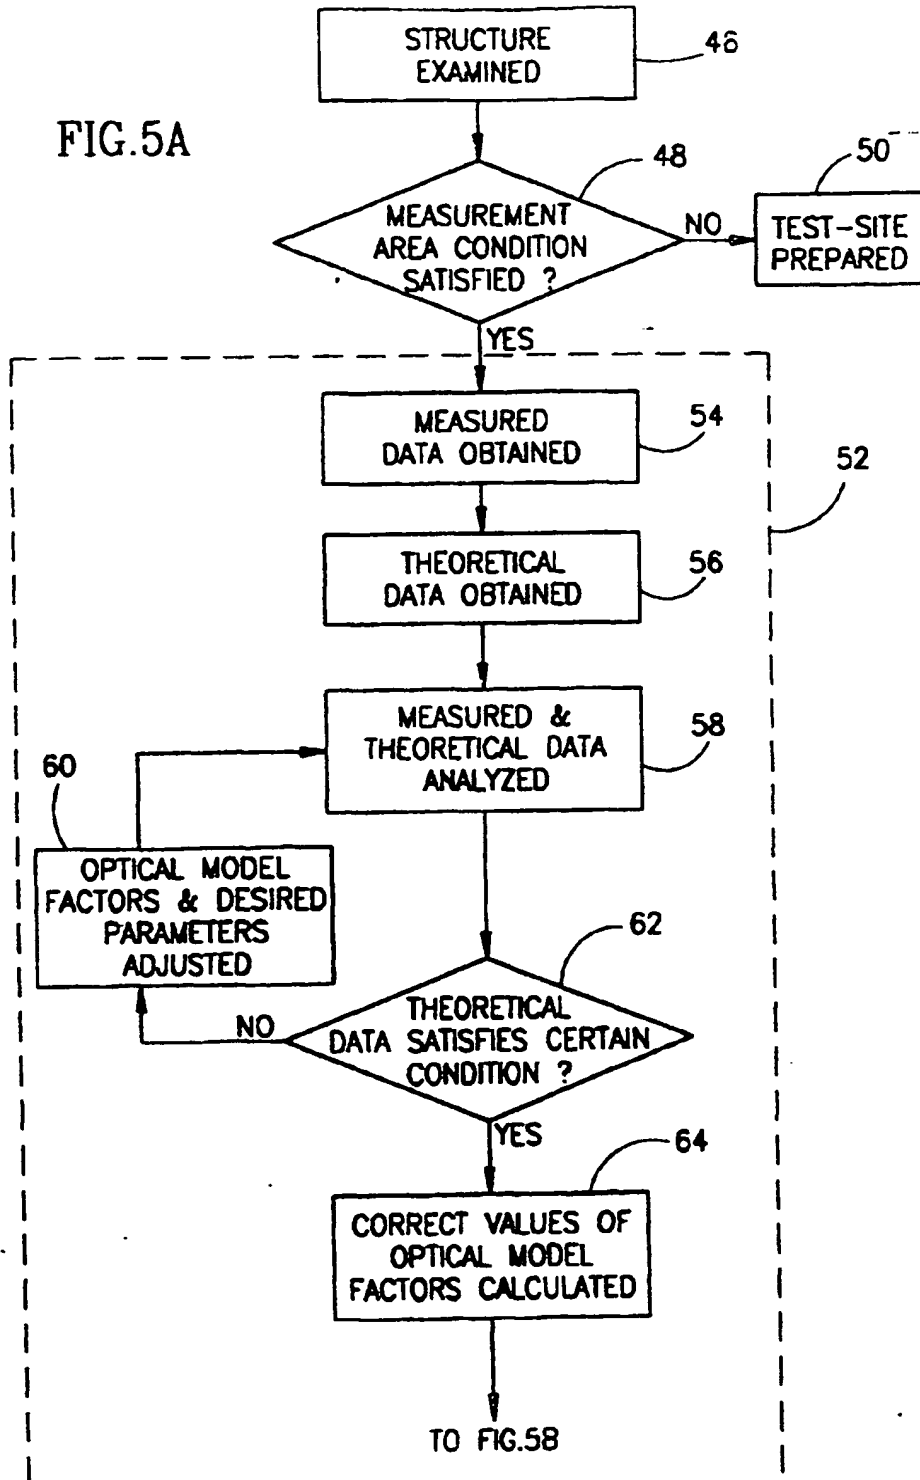 STRUCTURE
EXAMINED
46
FIG.5A
48
MEASUREMENT
AREA CONDITION
SATISFIED ?
NO
50
TEST-SITE
PREPARED
YES
MEASURED
DATA OBTAINED
54
52
THEORETICAL
DATA OBTAINED
56
MEASURED &
THEORETICAL DATA
ANALYZED
58
60
OPTICAL MODEL
FACTORS & DESIRED
PARAMETERS
ADJUSTED
62
THEORETICAL
DATA SATISFIES CERTAIN
CONDITION ?
NO
YES
64
CORRECT VALUES OF
OPTICAL MODEL
FACTORS CALCULATED
TO FIG.5B